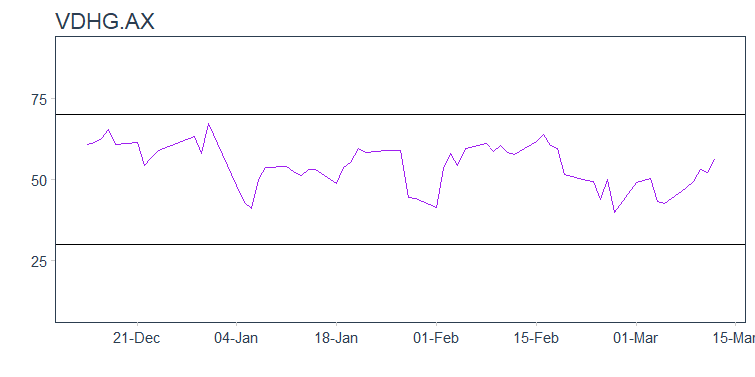 VDHG.AX
75
50
25
21-Dec
04-Jan
18-Jan
01-Feb
15-Feb
01-Mar
15-Mar